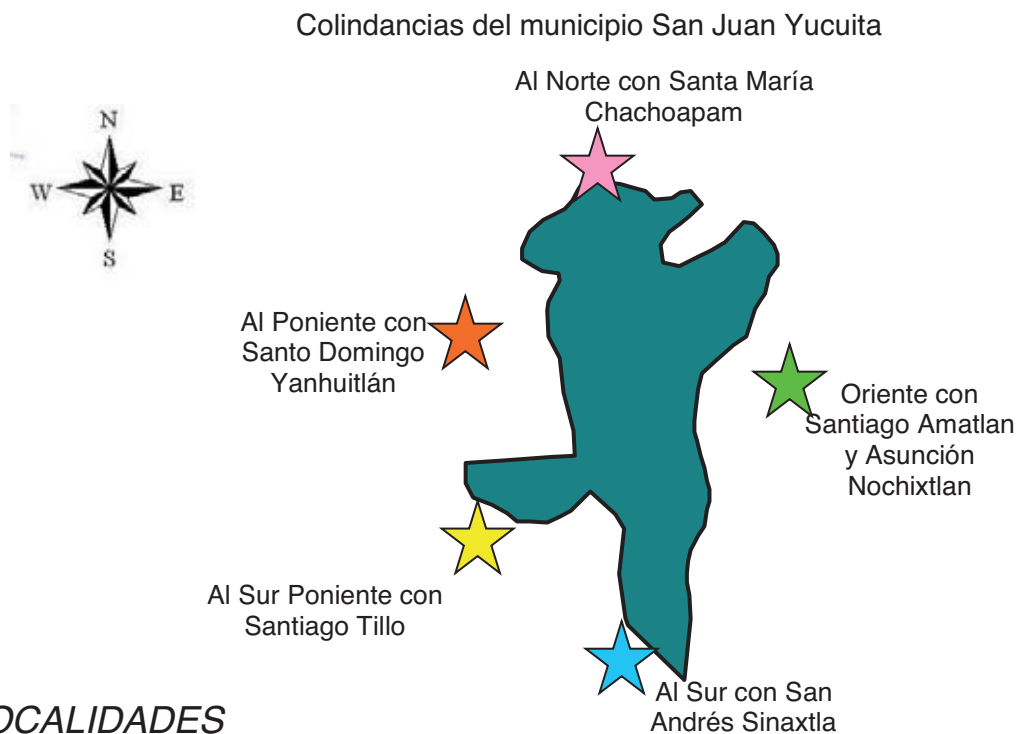 Colindancias del municipio San Juan Yucuita
Al Norte con Santa María
Chachoapam
N
W
E
S
Al Poniente con
Santo Domingo
Yanhuitlán
Oriente con
Santiago Amatlan
y Asunción
Nochixtlan
Al Sur Poniente con
Santiago Tillo
Al Sur con San
Andrés Sinaxtla
OCALIDADES